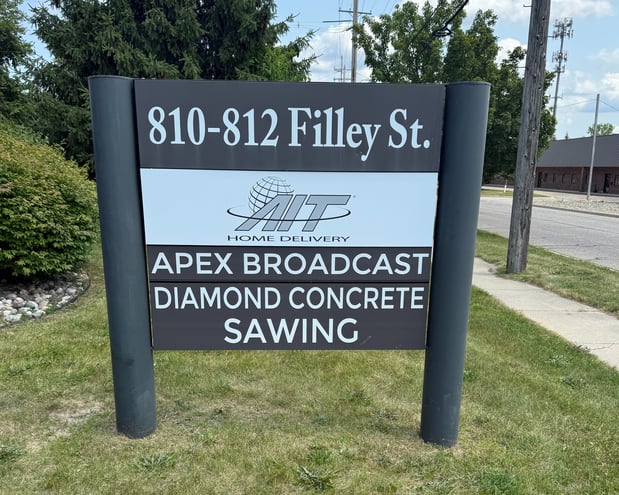 810-812 Filley St.
AIT
HOME DELIVERY
APEX BROADCAST
DIAMOND CONCRETE
SAWING